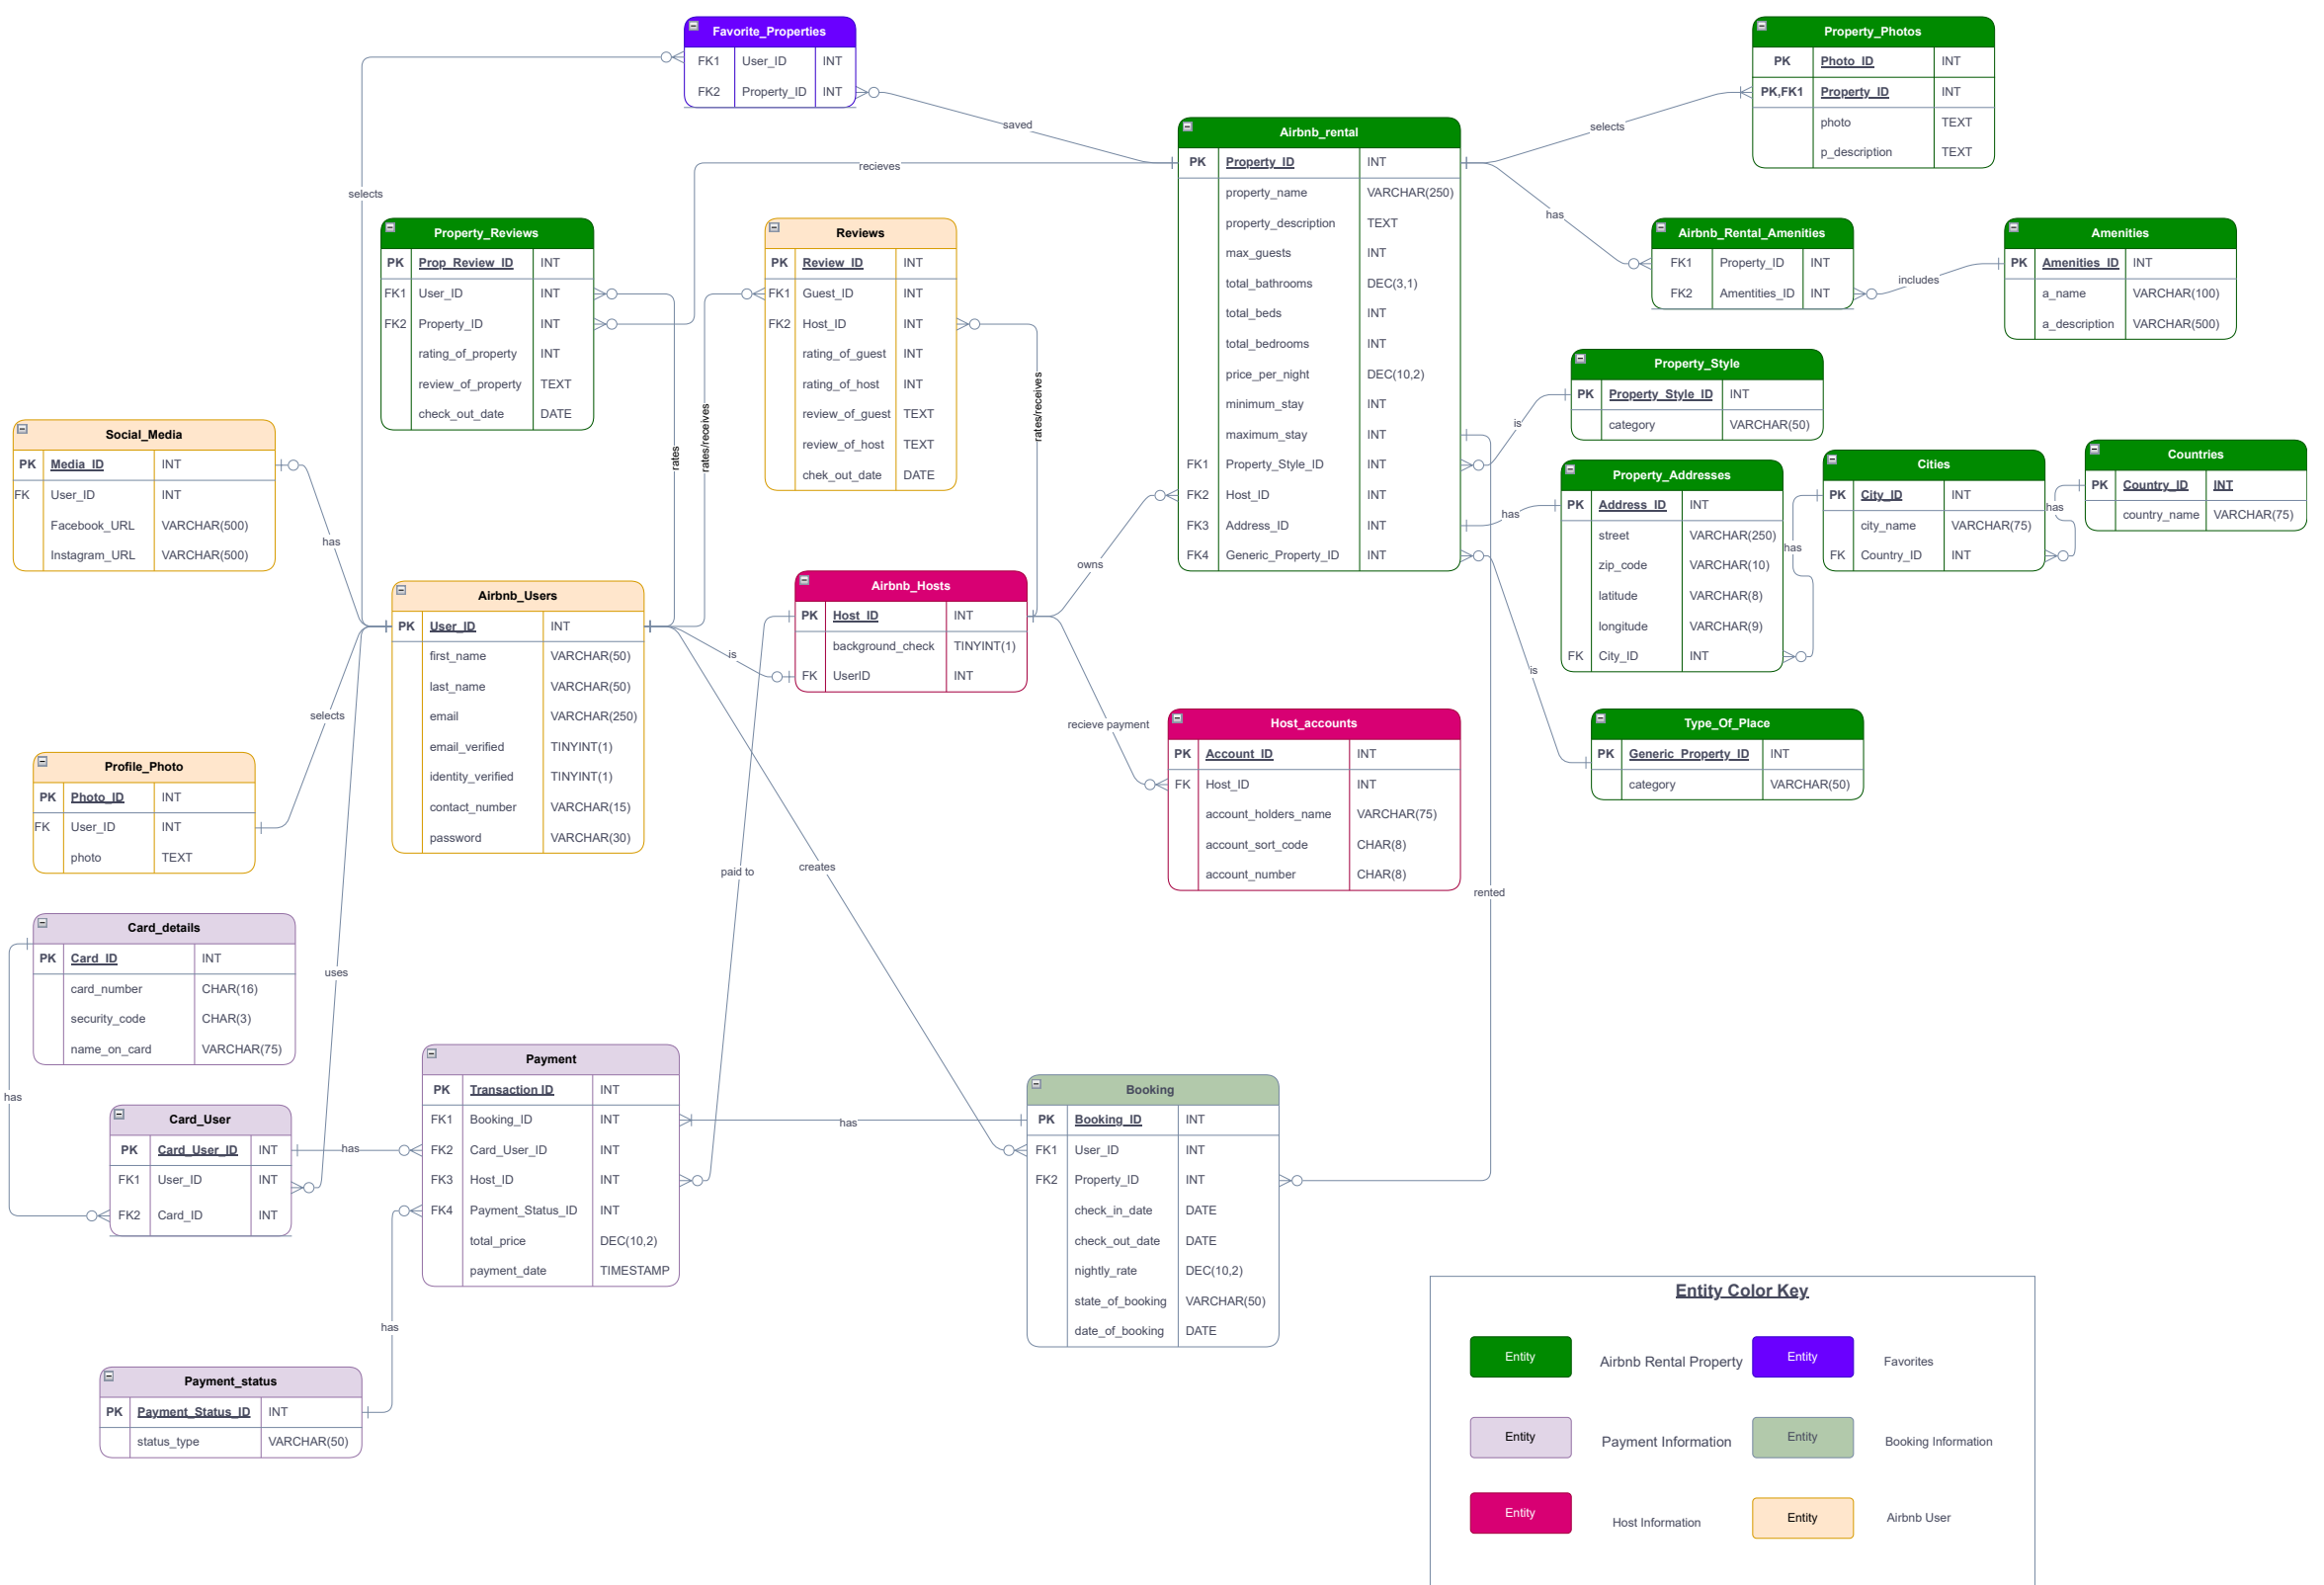 Favorite_Properties
FK1 User_ID INT
FK2 Property_ID INT
Property_Photos
PK Photo_ID INT
PK,FK1 Property_ID INT
photo TEXT
p_description TEXT
saved
selects
recieves
selects
has
Airbnb_rental
PK Property_ID INT
property_name VARCHAR(250)
property_description TEXT
max_guests INT
total_bathrooms DEC(3,1)
total_beds INT
total_bedrooms INT
price_per_night DEC(10,2)
minimum_stay INT
maximum_stay INT
FK1 Property_Style_ID INT
FK2 Host_ID INT
FK3 Address_ID INT
FK4 Generic_Property_ID INT
Property_Reviews
PK Prop_Review_ID INT
FK1 User_ID INT
FK2 Property_ID INT
rating_of_property INT
review_of_property TEXT
check_out_date DATE
Reviews
PK Review_ID INT
FK1 Guest_ID INT
FK2 Host_ID INT
rating_of_guest INT
rating_of_host INT
review_of_guest TEXT
review_of_host TEXT
chek_out_date DATE
Airbnb_Rental_Amenities
FK1 Property_ID INT
FK2 Amentities_ID INT
includes
Amenities
PK Amenities_ID INT
a_name VARCHAR(100)
a_description VARCHAR(500)
Property_Style
PK Property_Style_ID INT
category VARCHAR(50)
is
rates
rates/receives
rates/receives
Social_Media
PK Media_ID INT
FK User_ID INT
Facebook_URL VARCHAR(500)
Instagram_URL VARCHAR(500)
has
Property_Addresses
PK Address_ID INT
street VARCHAR(250)
zip_code VARCHAR(10)
latitude VARCHAR(8)
longitude VARCHAR(9)
FK City_ID INT
has
has
Cities
PK City_ID INT
city_name VARCHAR(75)
FK Country_ID INT
has
Countries
PK Country_ID INT
country_name VARCHAR(75)
owns
Airbnb_Users
PK User_ID INT
first_name VARCHAR(50)
last_name VARCHAR(50)
email VARCHAR(250)
email_verified TINYINT(1)
identity_verified TINYINT(1)
contact_number VARCHAR(15)
password VARCHAR(30)
is
Airbnb_Hosts
PK Host_ID INT
background_check TINYINT(1)
FK UserID INT
is
selects
recieve payment
Host_accounts
PK Account_ID INT
FK Host_ID INT
account_holders_name VARCHAR(75)
account_sort_code CHAR(8)
account_number CHAR(8)
Type_Of_Place
PK Generic_Property_ID INT
category VARCHAR(50)
Profile_Photo
PK Photo_ID INT
FK User_ID INT
photo TEXT
paid to
creates
rented
Card_details
PK Card_ID INT
card_number CHAR(16)
security_code CHAR(3)
name_on_card VARCHAR(75)
uses
has
Card_User
PK Card_User_ID INT
FK1 User_ID INT
FK2 Card_ID INT
has
Payment
PK Transaction ID INT
FK1 Booking_ID INT
FK2 Card_User_ID INT
FK3 Host_ID INT
FK4 Payment_Status_ID INT
total_price DEC(10,2)
payment_date TIMESTAMP
has
Booking
PK Booking_ID INT
FK1 User_ID INT
FK2 Property_ID INT
check_in_date DATE
check_out_date DATE
nightly_rate DEC(10,2)
state_of_booking VARCHAR(50)
date_of_booking DATE
has
Payment_status
PK Payment_Status_ID INT
status_type VARCHAR(50)
Entity Color Key
Entity Airbnb Rental Property
Entity Favorites
Entity Payment Information
Entity Booking Information
Entity Host Information
Entity Airbnb User